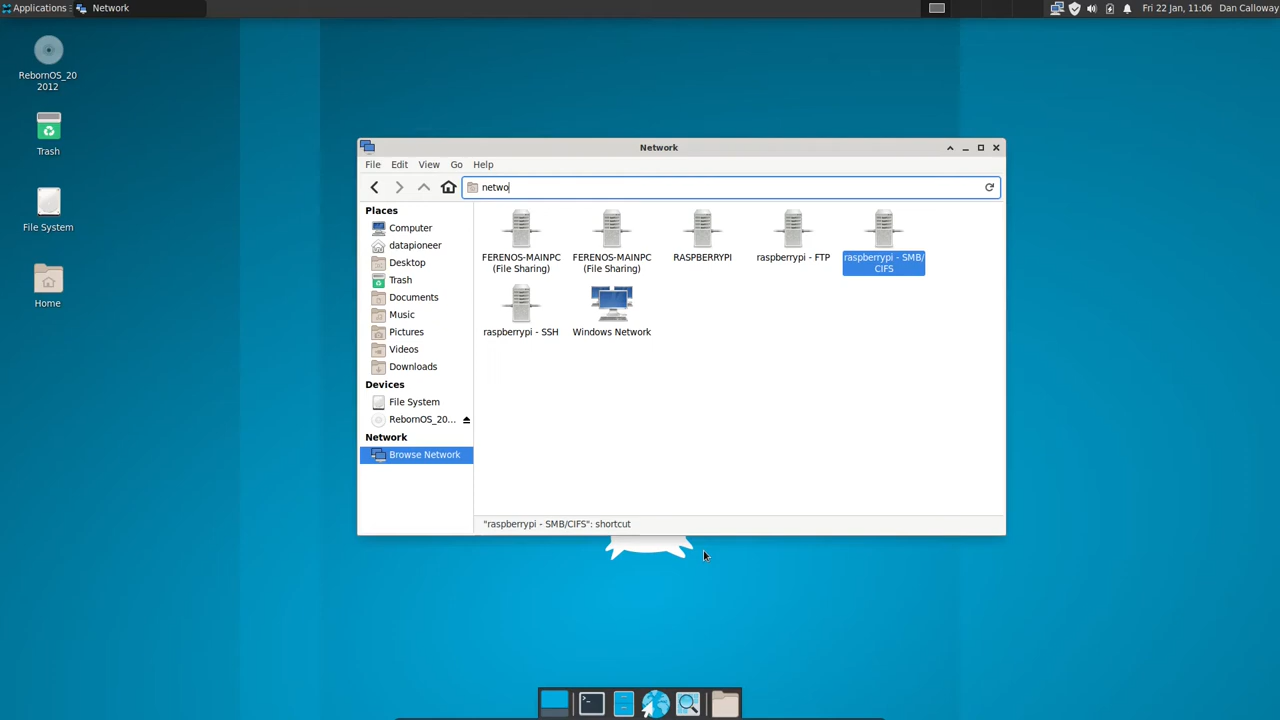 Applications
Network
Fri 22 Jan, 11:06
Dan Calloway
RebornOS_20
2012
Trash
File System
Home
Network
File
Edit
View
Go
Help
netwo
Places
Computer
datapioneer
Desktop
Trash
Documents
Music
Pictures
Videos
Downloads
Devices
File System
RebornOS_20...
Network
Browse Network
FERENOS-MAINPC
(File Sharing)
FERENOS-MAINPC
(File Sharing)
RASPBERRYPI
raspberrypi - FTP
raspberrypi - SMB/
CIFS
raspberrypi - SSH
Windows Network
"raspberrypi - SMB/CIFS": shortcut